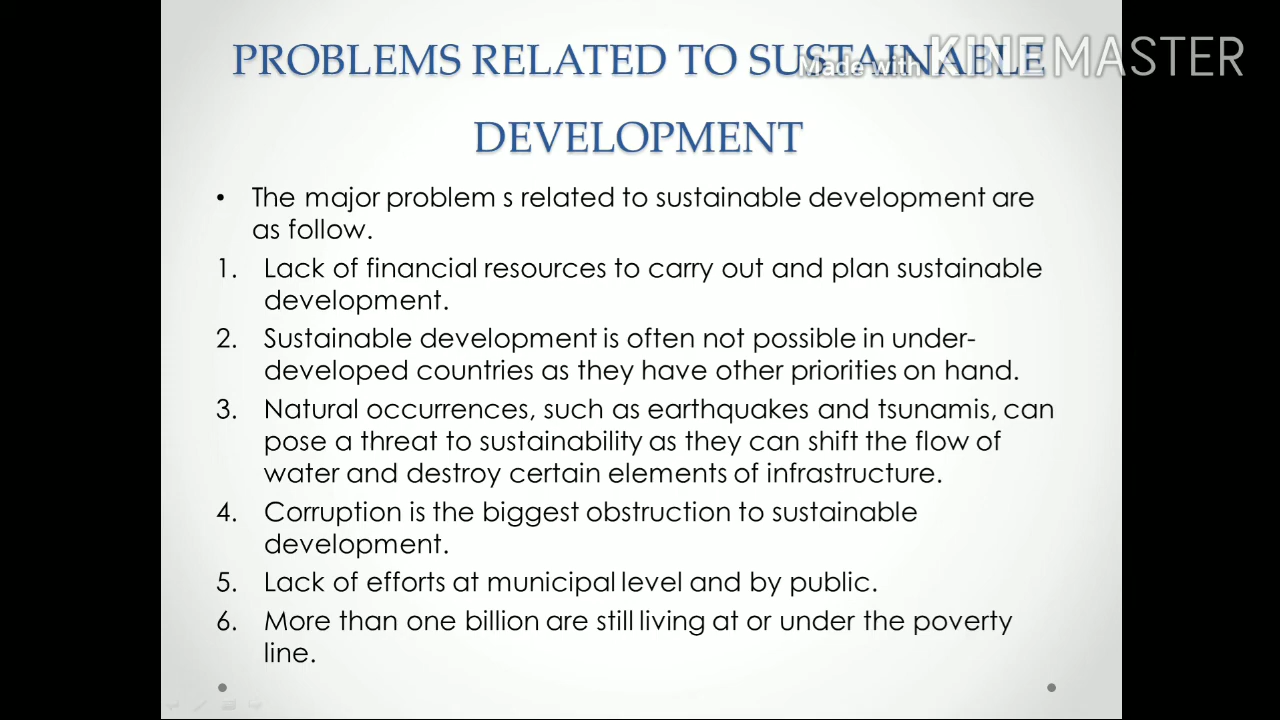 PROBLEMS RELATED TO SUSTAINABLE
Made with KINEMASTER
DEVELOPMENT
• The major problem s related to sustainable development are
as follow.
1. Lack of financial resources to carry out and plan sustainable
development.
2. Sustainable development is often not possible in under-
developed countries as they have other priorities on hand.
3. Natural occurrences, such as earthquakes and tsunamis, can
pose a threat to sustainability as they can shift the flow of
water and destroy certain elements of infrastructure.
4. Corruption is the biggest obstruction to sustainable
development.
5. Lack of efforts at municipal level and by public.
6. More than one billion are still living at or under the poverty
line.